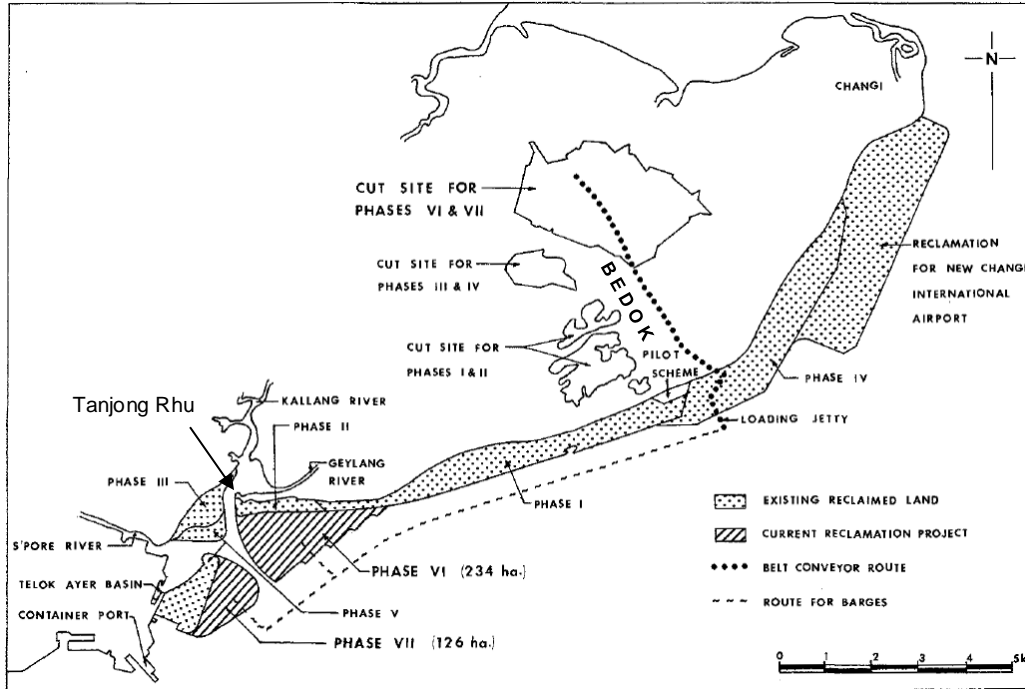 N
CHANGI
CUT SITE FOR
PHASES VI & VII
CUT SITE FOR
PHASES III & IV
BEDOK
RECLAMATION
FOR NEW CHANGI
INTERNATIONAL
AIRPORT
CUT SITE FOR
PHASES I & II
PILOT
SCHEME
PHASE IV
LOADING JETTY
Tanjong Rhu
KALLANG RIVER
PHASE II
GEYLANG
RIVER
PHASE III
PHASE I
S'PORE RIVER
TELOK AYER BASIN
CONTAINER PORT
PHASE VI (234 ha.)
PHASE V
PHASE VII (126 ha.)
EXISTING RECLAIMED LAND
CURRENT RECLAMATION PROJECT
BELT CONVEYOR ROUTE
ROUTE FOR BARGES
0 1 2 3 4 5k